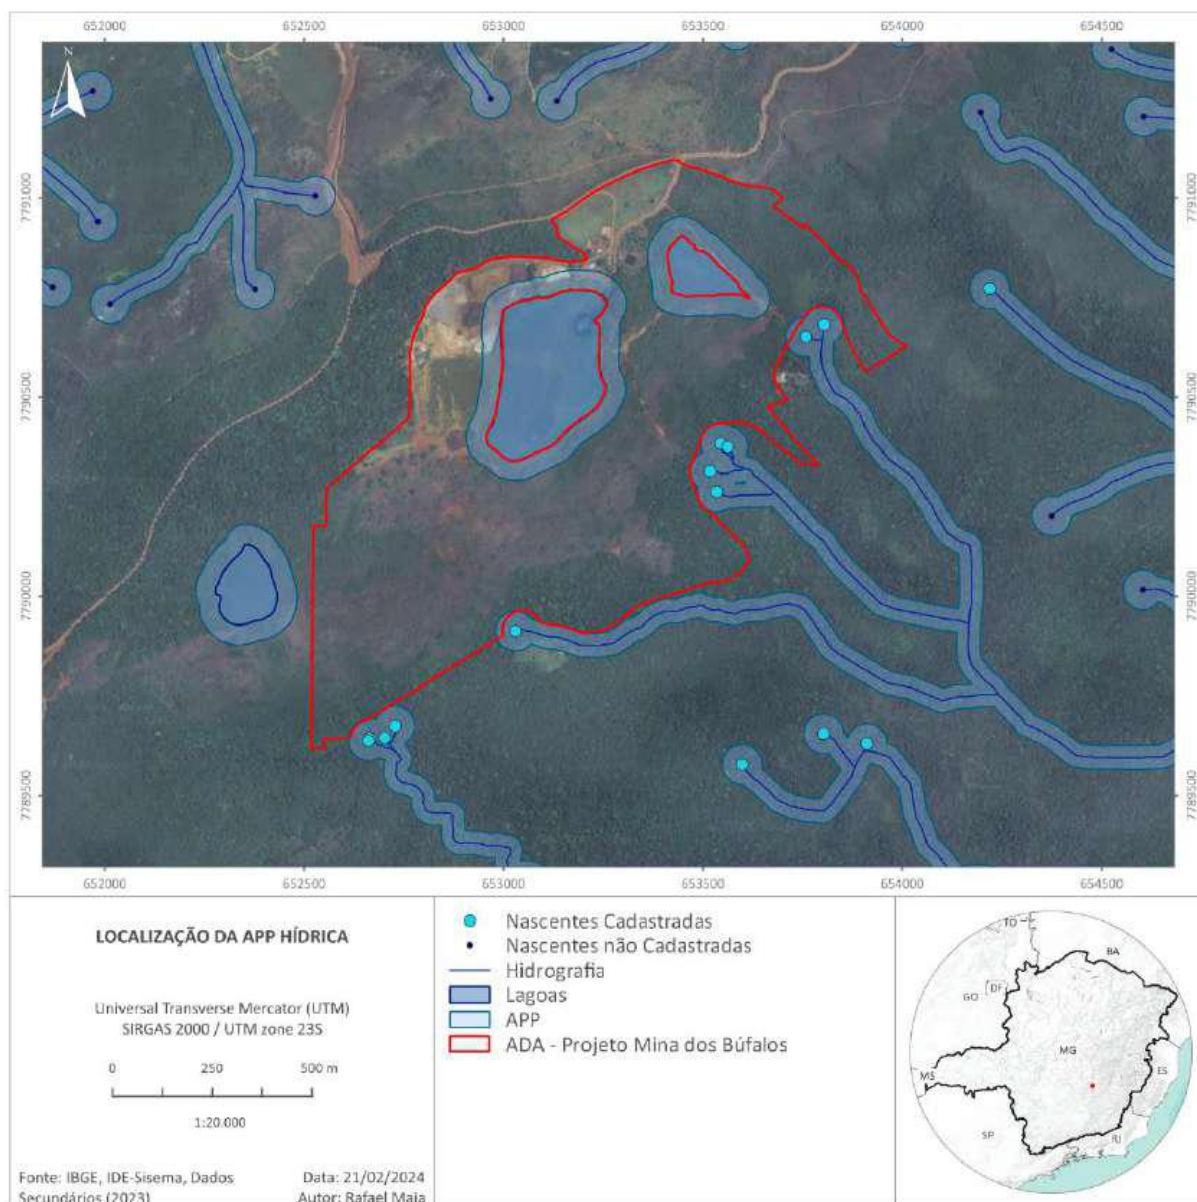 652000 652500 653000 653500 654000 654500
N
7791000 7791000
7790500 7790500
7790000 7790000
7789500 7789500
652000 652500 653000 653500 654000 654500
LOCALIZAÇÃO DA APP HÍDRICA
Universal Transverse Mercator (UTM)
SIRGAS 2000 / UTM zone 23S
0 250 500 m
1:20.000
Fonte: IBGE, IDE-Sisema, Dados
Secundários (2023)
Data: 21/02/2024
Autor: Rafael Maia
Nascentes Cadastradas
Nascentes não Cadastradas
Hidrografia
Lagoas
APP
ADA - Projeto Mina dos Búfalos
TO
BA
GO
DF
MG
MS
ES
SP
RJ